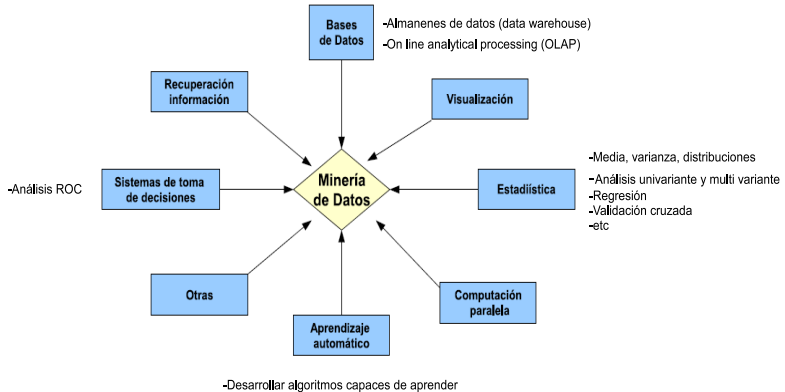 Bases
de Datos
-Almanenes de datos (data warehouse)
-On line analytical processing (OLAP)
Recuperación
información
Visualización
-Análisis ROC
Sistemas de toma
de decisiones
Minería
de Datos
Estadiística
-Media, varianza, distribuciones
-Análisis univariante y multi variante
-Regresión
-Validación cruzada
-etc
Otras
Aprendizaje
automático
Computación
paralela
-Desarrollar algoritmos capaces de aprender